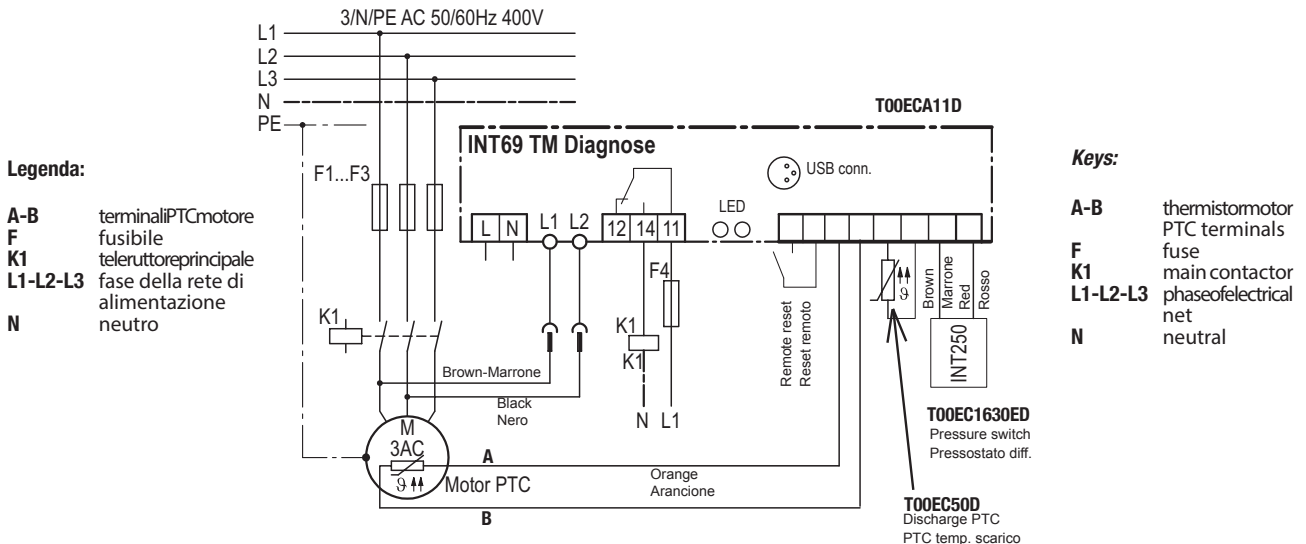 3/N/PE AC 50/60Hz 400V
L1
L2
L3
N
PE
T00ECA11D
INT69 TM Diagnose
USB conn.
LED
L N L1 L2 12 14 11
F1...F3
F4
K1
K1
K1
N L1
Brown-Marrone
Black
Nero
Remote reset
Reset remoto
ϑ
Brown
Marrone
Red
Rosso
INT250
T00EC1630ED
Pressure switch
Pressostato diff.
T00EC50D
Discharge PTC
PTC temp. scarico
M
3AC
ϑ
Motor PTC
A
Orange
Arancione
B
Legenda:
A-B terminaliPTCmotore
F fusibile
K1 teleruttoreprincipale
L1-L2-L3 fase della rete di
alimentazione
N neutro
Keys:
A-B thermistormotor
PTC terminals
F fuse
K1 main contactor
L1-L2-L3 phaseofelectrical
net
N neutral